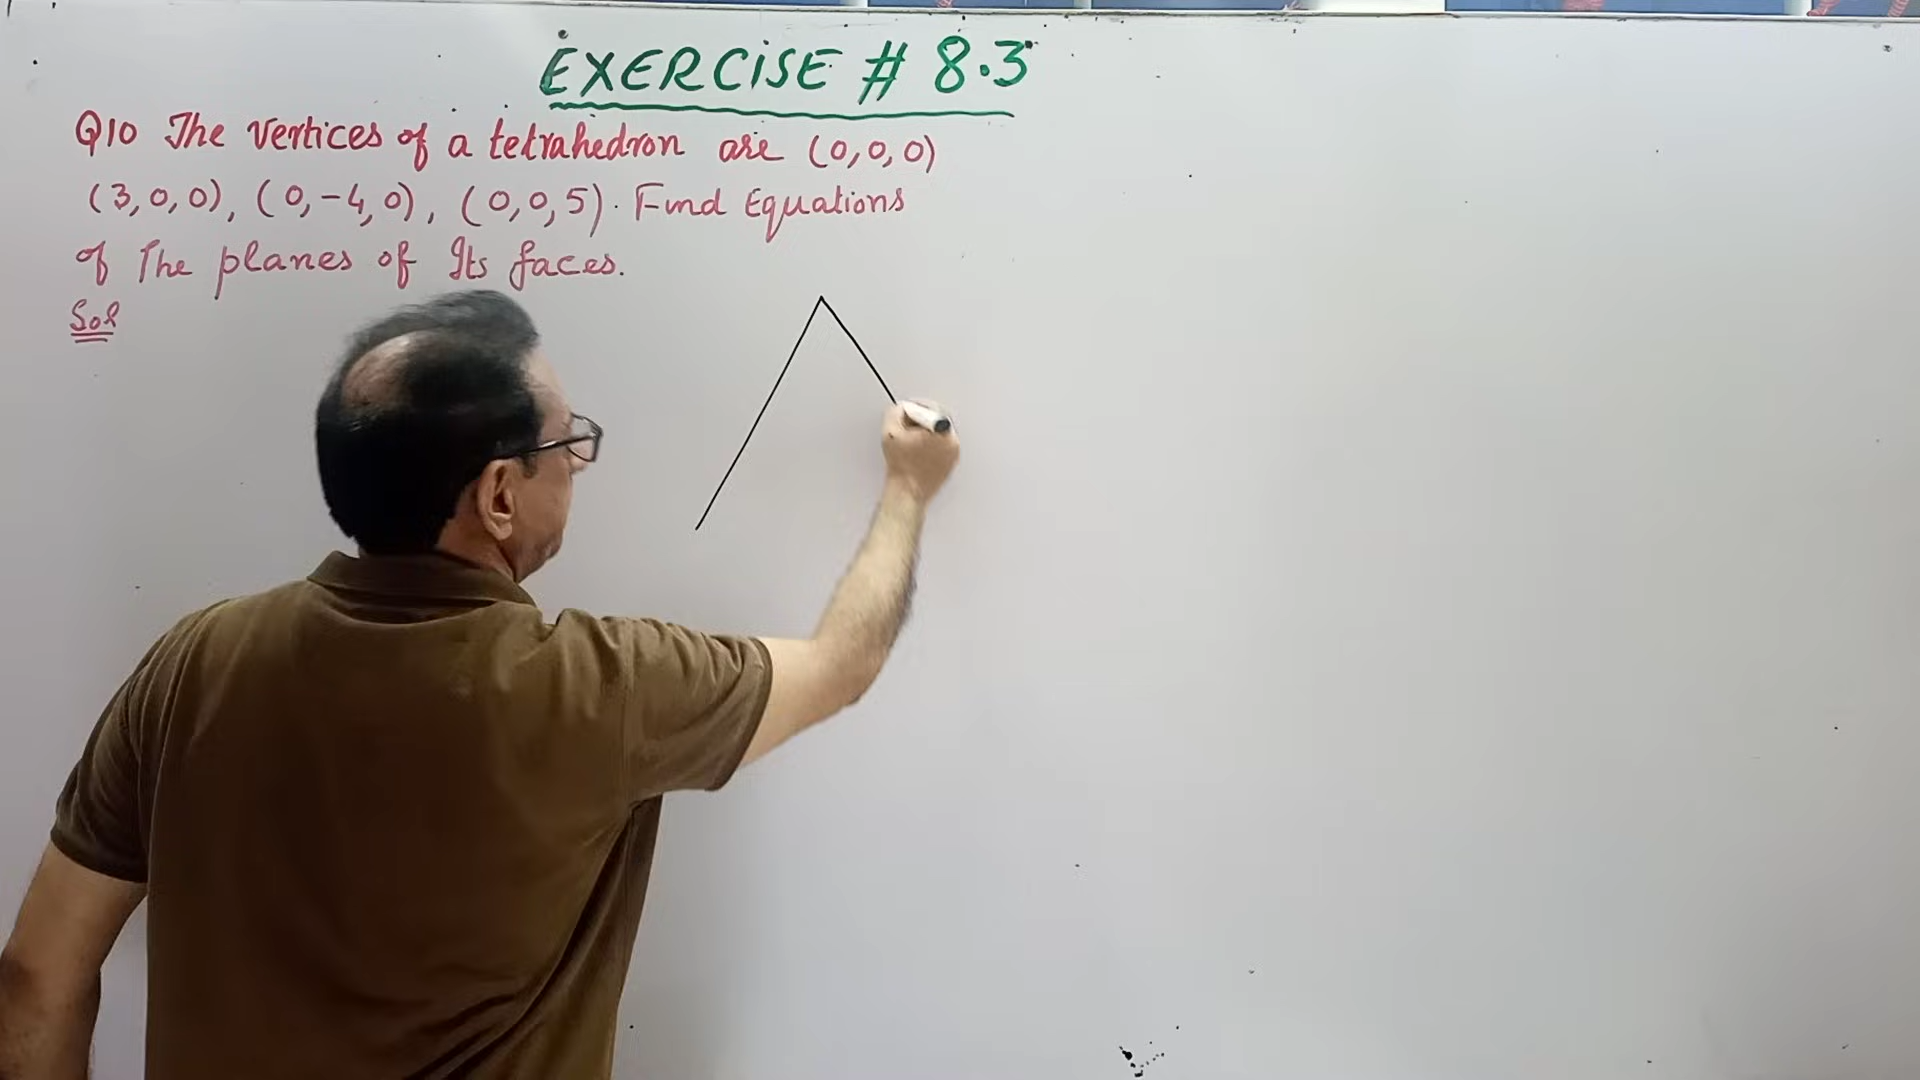 EXERCISE # 8.3
Q10 The vertices of a tetrahedron are (0,0,0)
(3,0,0), (0,-4,0), (0,0,5). Find Equations
of The planes of Its faces.
Sol